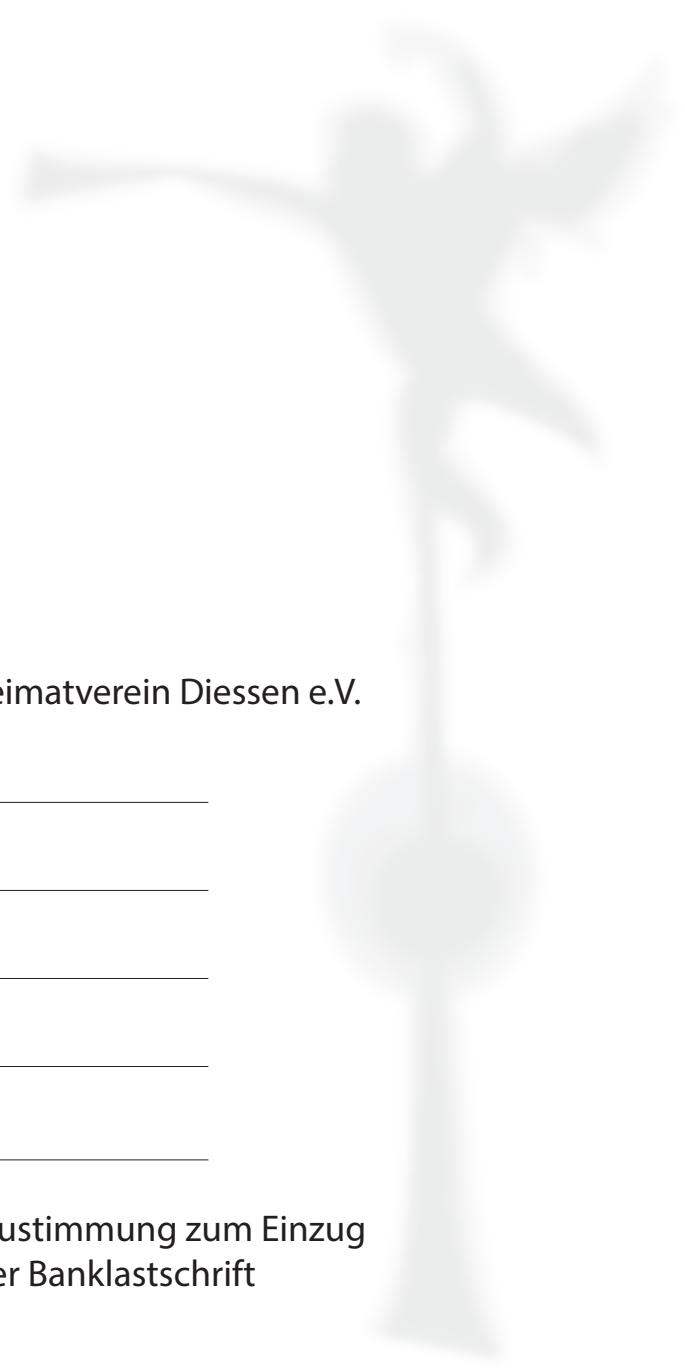 eimatverein Diessen e.V.
ustimmung zum Einzug
er Banklastschrift